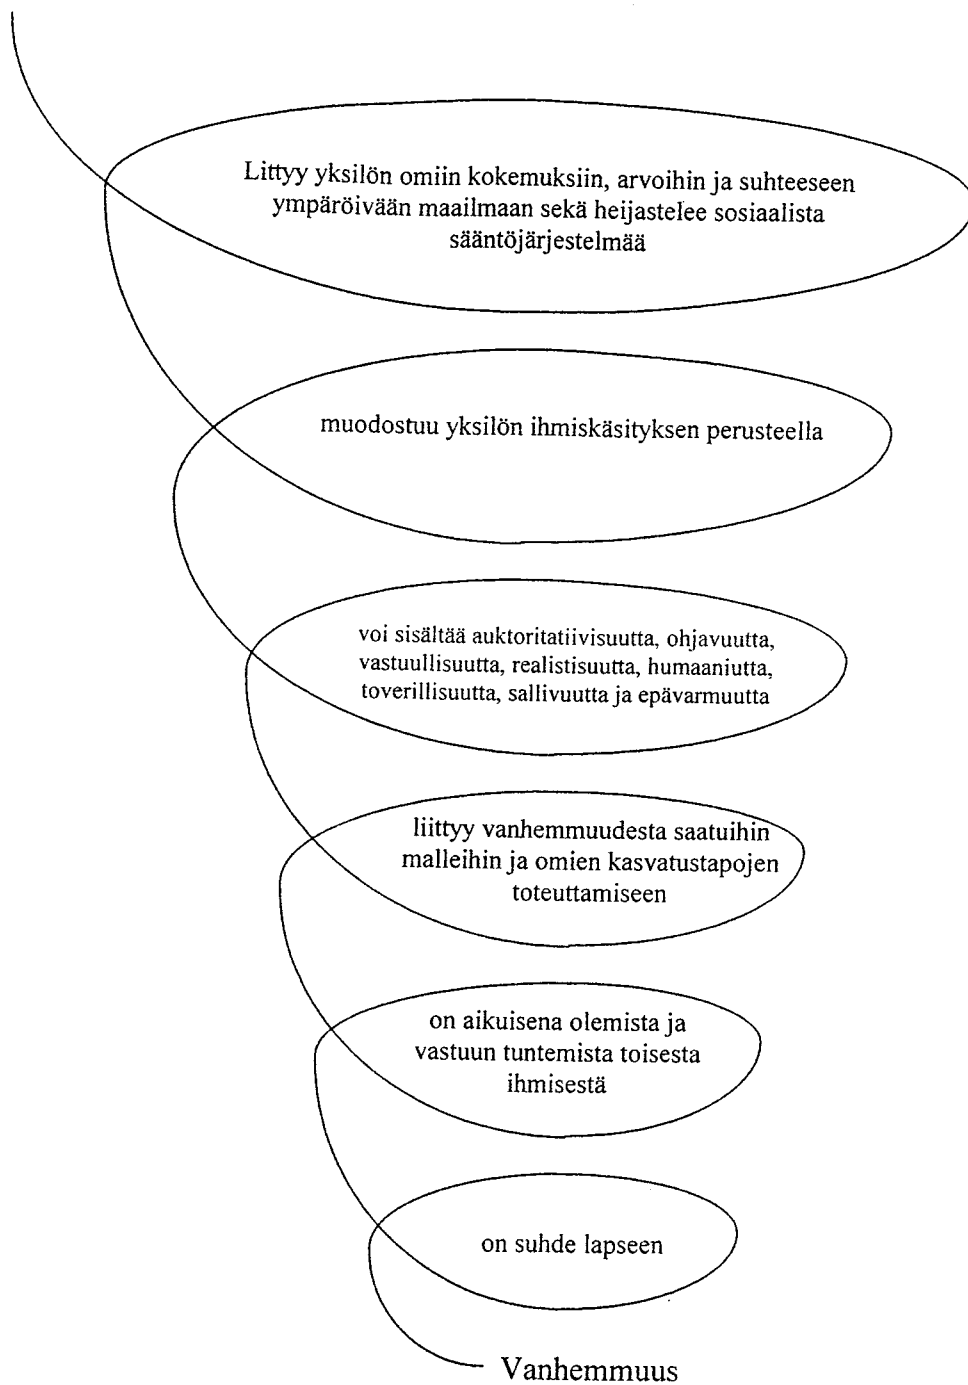 Littyy yksilön omiin kokemuksiin, arvoihin ja suhteeseen
ympäröivään maailmaan sekä heijastelee sosiaalista
sääntöjärjestelmää
muodostuu yksilön ihmiskäsityksen perusteella
voi sisältää auktoritatiivisuutta, ohjavuutta,
vastuullisuutta, realistisuutta, humaaniutta,
toverillisuutta, sallivuutta ja epävarmuutta
liittyy vanhemmuudesta saatuihin
malleihin ja omien kasvatustapojen
toteuttamiseen
on aikuisena olemista ja
vastuun tuntemista toisesta
ihmisestä
on suhde lapseen
Vanhemmuus